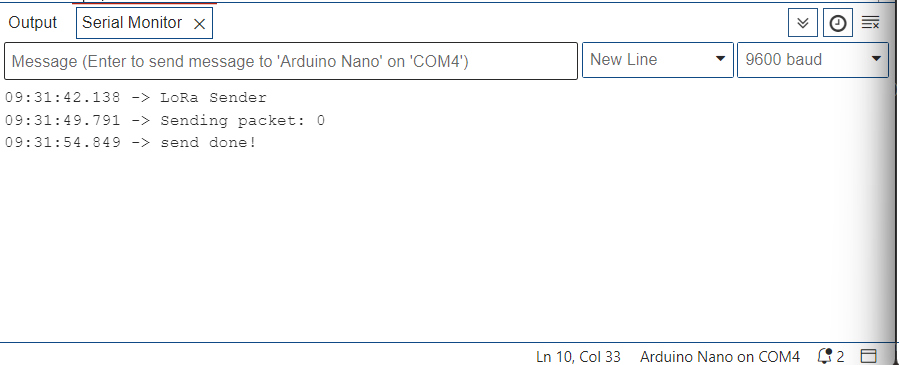 Output Serial Monitor
Message (Enter to send message to 'Arduino Nano' on 'COM4') New Line 9600 baud
09:31:42.138 -> LoRa Sender
09:31:49.791 -> Sending packet: 0
09:31:54.849 -> send done!
Ln 10, Col 33 Arduino Nano on COM4 2